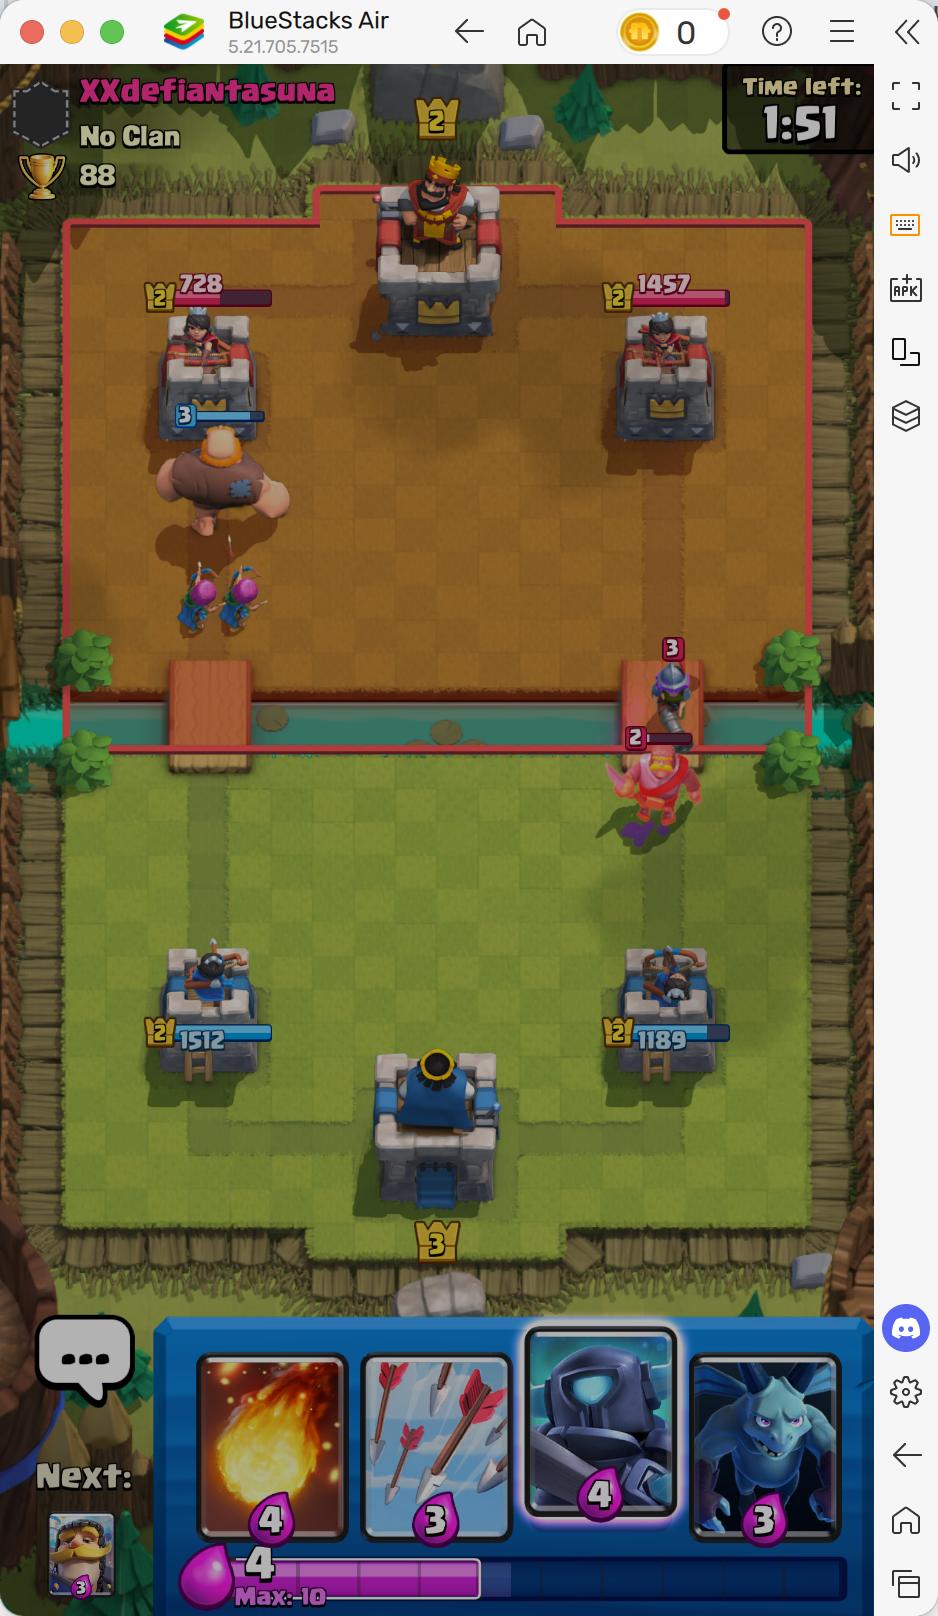 BlueStacks Air
5.21.705.7515
0
XXdefiantasuna
No Clan
88
2
Time left:
1:51
APK
2 728
2 1457
3
3
2
2 1512
2 1189
3
...
4
3
4
3
Next:
3
4
Max: 10